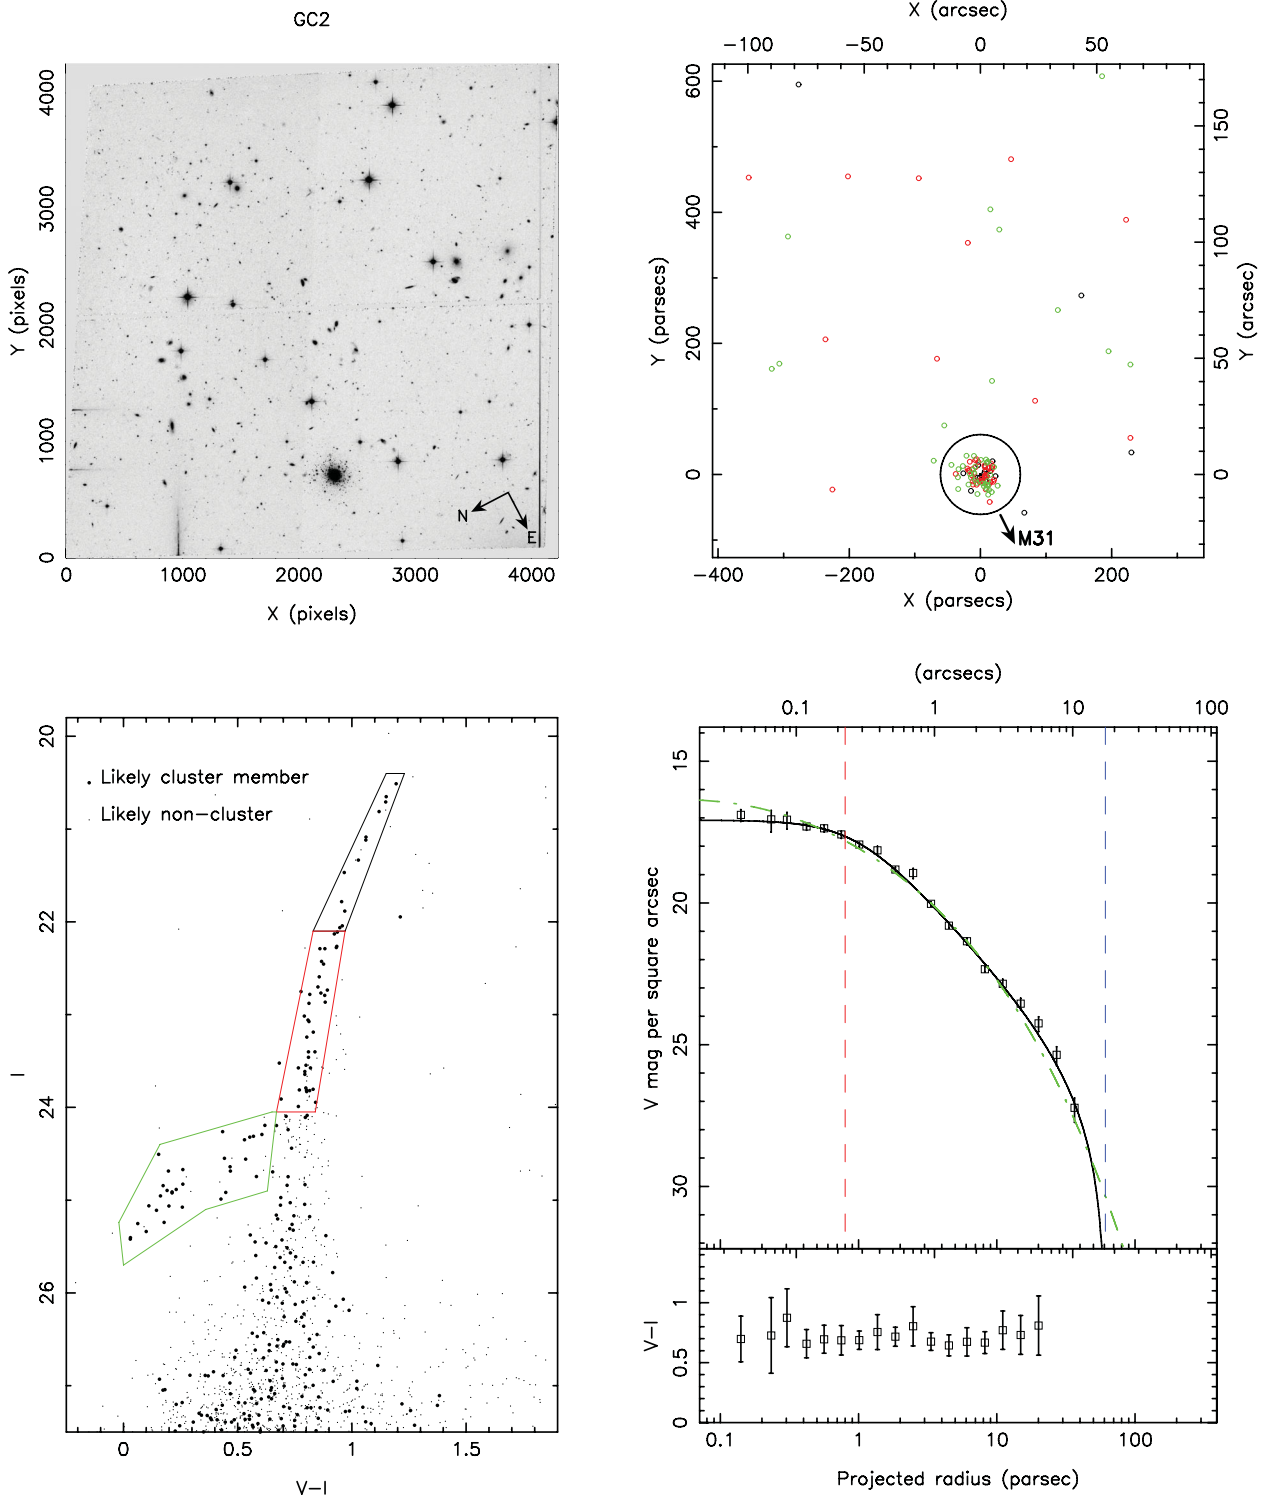 GC2
4000
3000
2000
1000
0
Y (pixels)
N
E
0 1000 2000 3000 4000
X (pixels)
X (arcsec)
−100 −50 0 50
600
400
200
0
Y (parsecs)
150
100
50
0
Y (arcsec)
M31
−400 −200 0 200
X (parsecs)
20
22
24
26
I
Likely cluster member
Likely non−cluster
0 0.5 1 1.5
V−I
(arcsecs)
0.1 1 10 100
15
20
25
30
V mag per square arcsec
1
0.5
0
V−I
0.1 1 10 100
Projected radius (parsec)